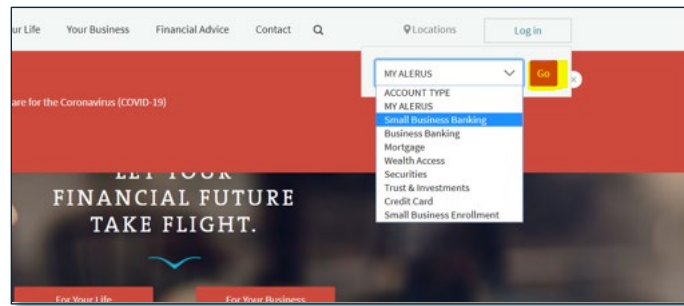 ur Life Your Business Financial Advice Contact Locations Log in
MY ALERUS Go
ACCOUNT TYPE
MY ALERUS
Small Business Banking
Business Banking
Mortgage
Wealth Access
Securities
Trust & Investments
Credit Card
Small Business Enrollment
are for the Coronavirus (COVID-19)
LET YOUR
FINANCIAL FUTURE
TAKE FLIGHT.
For Your Life For Your Business